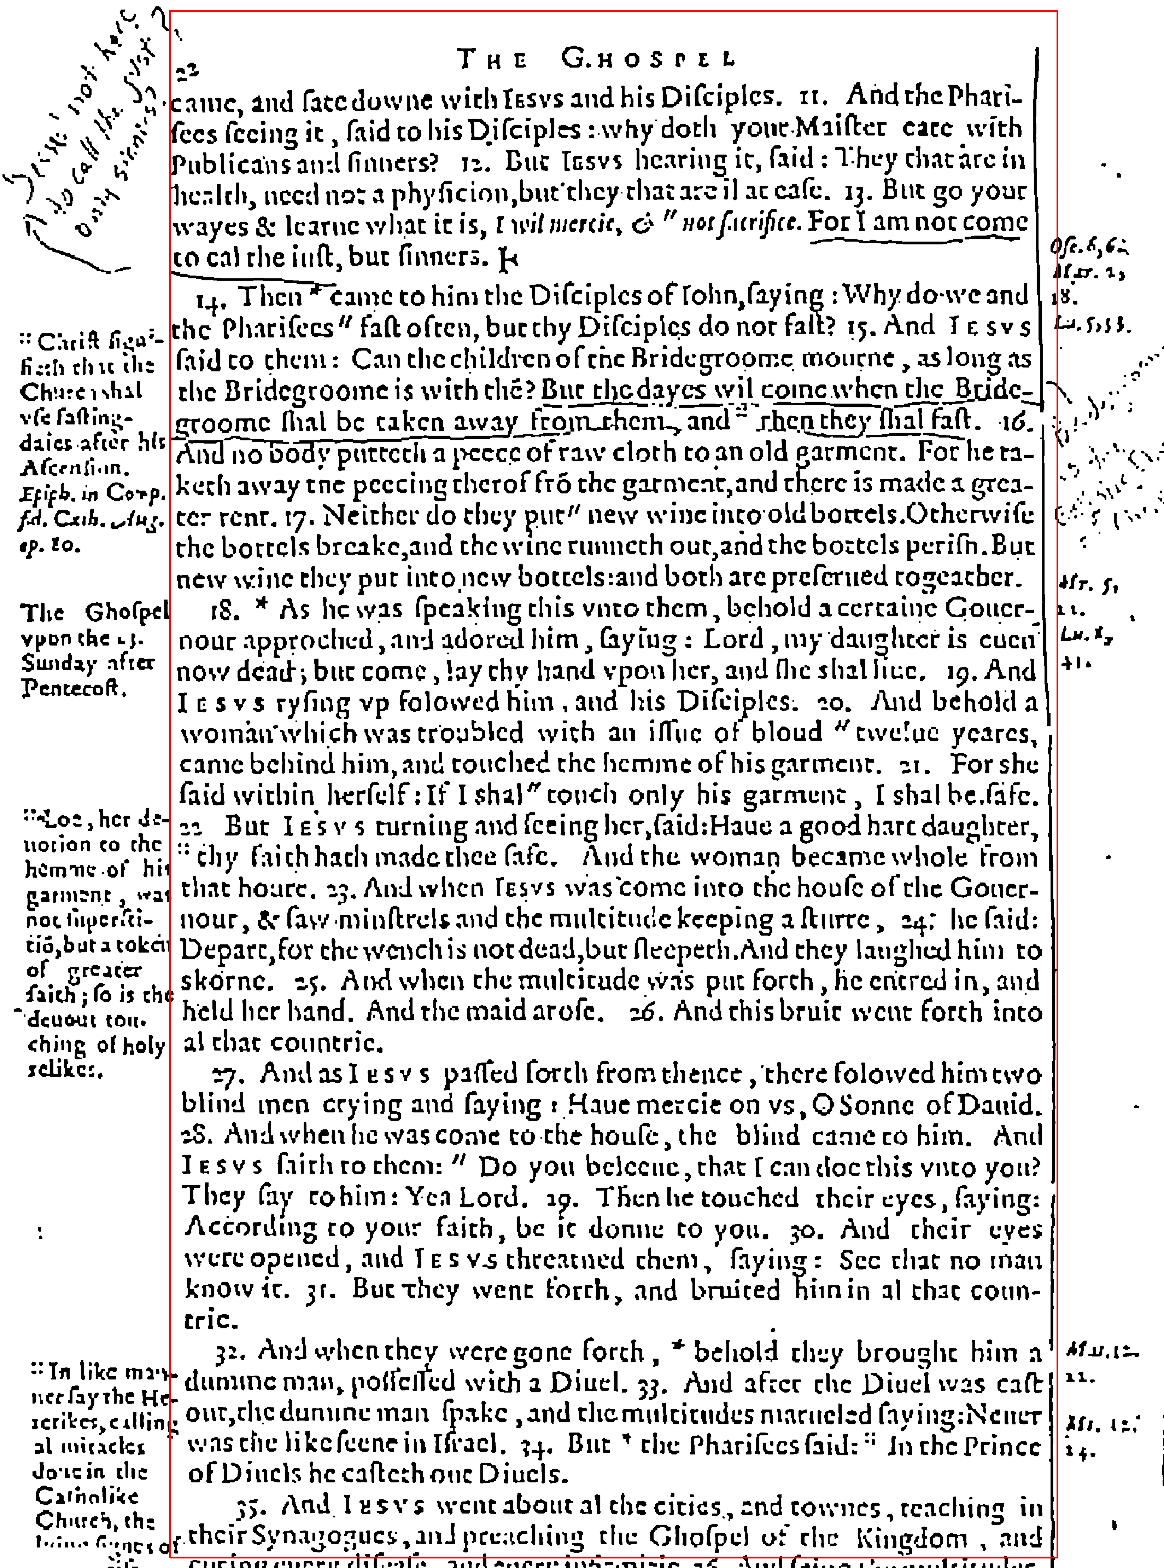 THE GHOSPEL
22
came, and sate downe with IESVS and his Disciples. 11. And the Phari-
sees seeing it, said to his Disciples: why doth your Maister eate with
Publicans and sinners? 12. But IESVS hearing it, said: They that are in
health, need not a physicion, but they that are il at ease. 13. But go your
wayes & learne what it is, I wil mercie, & " not sacrifice. For I am not come
to cal the iust, but sinners.
14. Then * came to him the Disciples of Iohn, saying: Why do we and
the Pharisees " fast often, but thy Disciples do not fast? 15. And IESVS
said to them: Can the children of the Bridegroome mourne, as long as
the Bridegroome is with thē? But the dayes wil come when the Bride-
groome shal be taken away from them, and :: then they shal fast. 16.
And no body putteth a peece of raw cloth to an old garment. For he ta-
keth away the peecing therof frō the garment, and there is made a grea-
ter rent. 17. Neither do they put " new wine into old bottels. Otherwise
the bottels breake, and the wine runneth out, and the bottels perish. But
new wine they put into new bottels: and both are preserued togeather.
18. * As he was speaking this vnto them, behold a certaine Gouer-
nour approched, and adored him, saying: Lord, my daughter is euen
now dead; but come, lay thy hand vpon her, and she shal liue. 19. And
IESVS rysing vp folowed him, and his Disciples. 20. And behold a
woman which was troubled with an issue of bloud " twelue yeares,
came behind him, and touched the hemme of his garment. 21. For she
said within herself: If I shal " touch only his garment, I shal be safe.
22 But IESVS turning and seeing her, said: Haue a good hart daughter,
:: thy faith hath made thee safe. And the woman became whole from
that houre. 23. And when IESVS was come into the house of the Gouer-
nour, & saw minstrels and the multitude keeping a sturre, 24. he said:
Depart, for the wench is not dead, but sleepeth. And they laughed him to
skorne. 25. And when the multitude was put forth, he entred in, and
held her hand. And the maid arose. 26. And this bruit went forth into
al that countrie.
27. And as IESVS passed forth from thence, there folowed him two
blind men crying and saying: Haue mercie on vs, O Sonne of Dauid.
28. And when he was come to the house, the blind came to him. And
IESVS saith to them: " Do you beleeue, that I can doe this vnto you?
They say to him: Yea Lord. 29. Then he touched their eyes, saying:
According to your faith, be it donne to you. 30. And their eyes
were opened, and IESVS threatned them, saying: See that no man
know it. 31. But they went forth, and bruited him in al that coun-
trie.
32. And when they were gone forth, * behold they brought him a
dumme man, possessed with a Diuel. 33. And after the Diuel was cast
out, the dumme man spake, and the multitudes marueled saying: Neuer
was the like seene in Israel. 34. But * the Pharisees said: :: In the Prince
of Diuels he casteth out Diuels.
35. And IESVS went about al the cities, and townes, teaching in
their Synagogues, and preaching the Ghospel of the Kingdom, and
:: Christ signi-
fieth that the
Church shal
vse fasting-
daies after his
Ascension.
Epiph. in Comp.
fid. Cath. Aug.
ep. 80.
The Ghospel
vpon the 23.
Sunday after
Pentecost.
:: Loe, her de-
uotion to the
hemme of his
garment, was
not supersti-
tiō, but a token
of greater
faith; so is the
deuout tou-
ching of holy
relikes.
:: In like man-
ner say the He-
retikes, calling
al miracles
done in the
Catholike
Church, the
Ose. 6, 6.
Mar. 2,
18.
Lu. 5, 33.
Mr. 5,
22.
Lu. 8,
41.
Mt. 12.
22.
Mt. 12.
24.